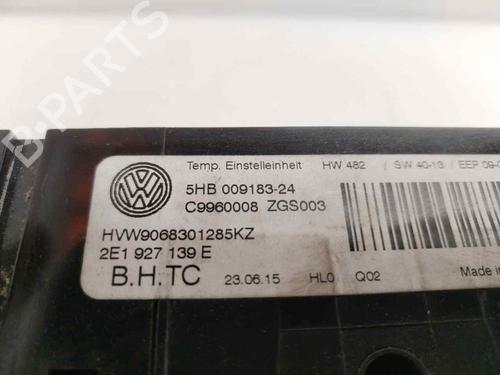 Temp. Einstelleinheit HW 482 / SW 40-13 / EEP 09-
5HB 009183-24
C9960008 ZGS003
HVW9068301285KZ
2E1 927 139 E
B.H.TC 23.06.15 HL0 Q02 Made in
B-PARTS